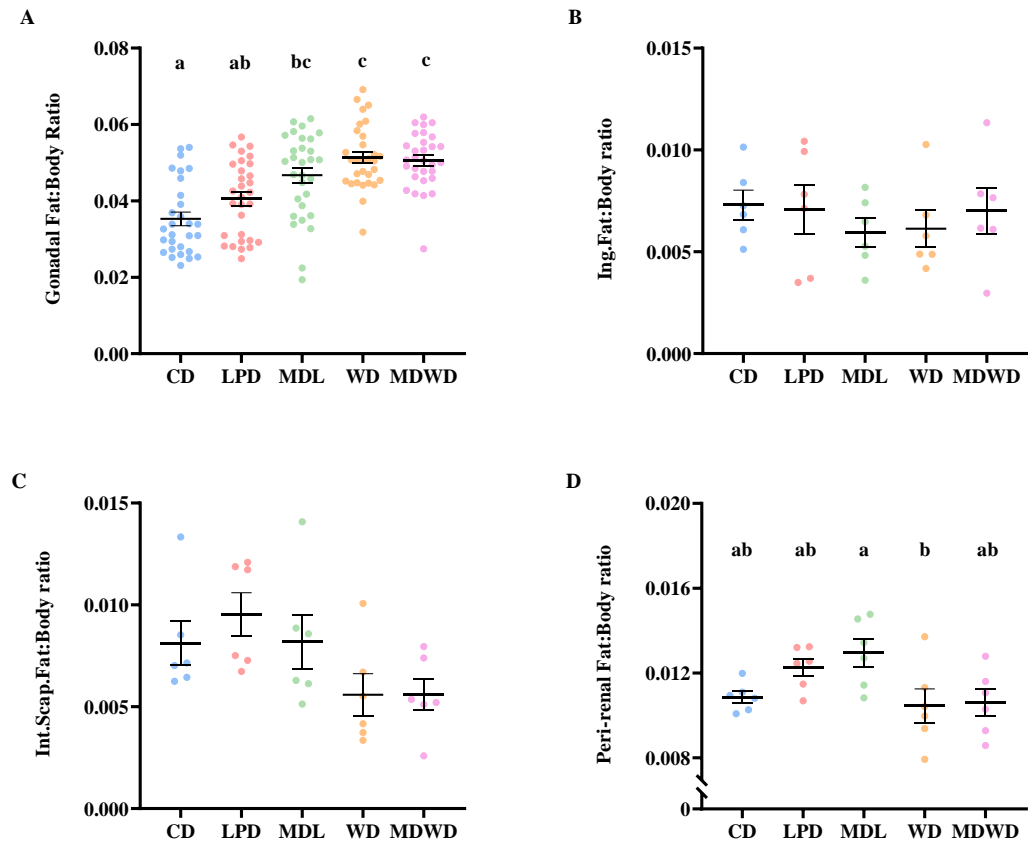 A
Gonadal Fat:Body Ratio
0.08
0.06
0.04
0.02
0.00
a ab bc c c
CD LPD MDL WD MDWD
B
Ing.Fat:Body ratio
0.015
0.010
0.005
0.000
CD LPD MDL WD MDWD
C
Int.Scap.Fat:Body ratio
0.015
0.010
0.005
0.000
CD LPD MDL WD MDWD
D
Peri-renal Fat:Body ratio
0.020
0.016
0.012
0.008
0
ab ab a b ab
CD LPD MDL WD MDWD